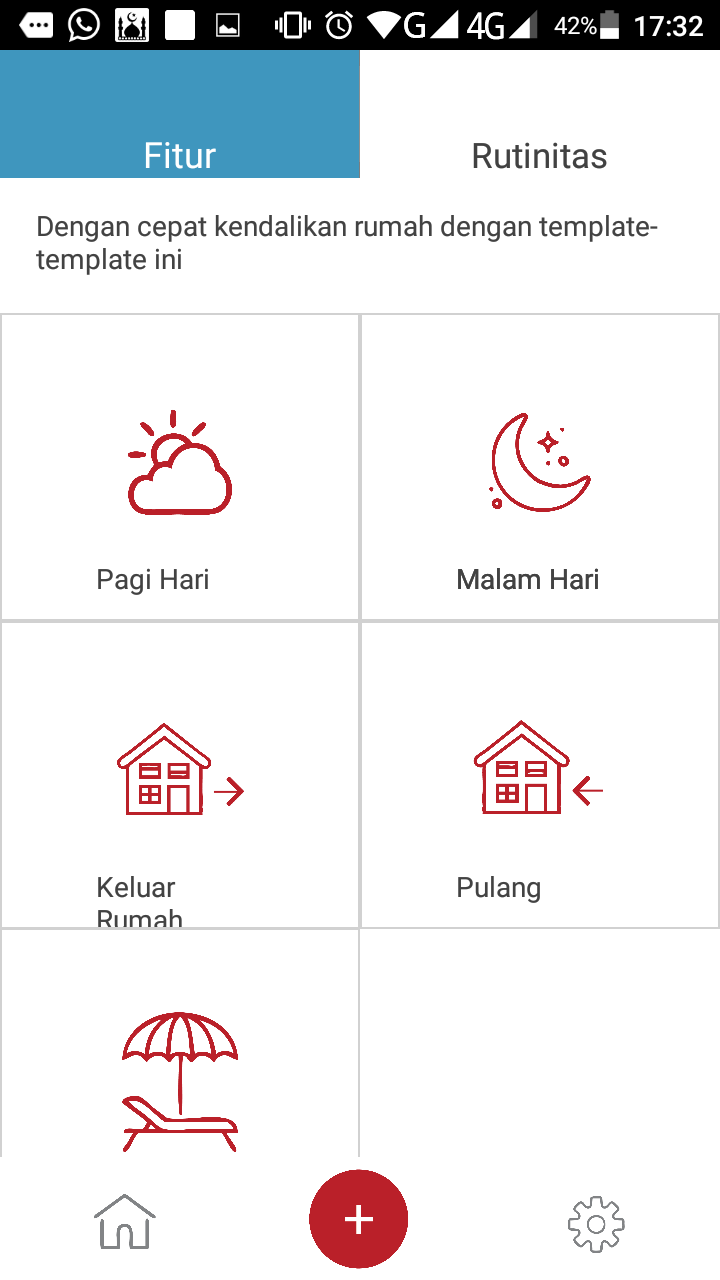 G 4G 42% 17:32
Fitur
Rutinitas
Dengan cepat kendalikan rumah dengan template-
template ini
Pagi Hari
Malam Hari
Keluar
Rumah
Pulang